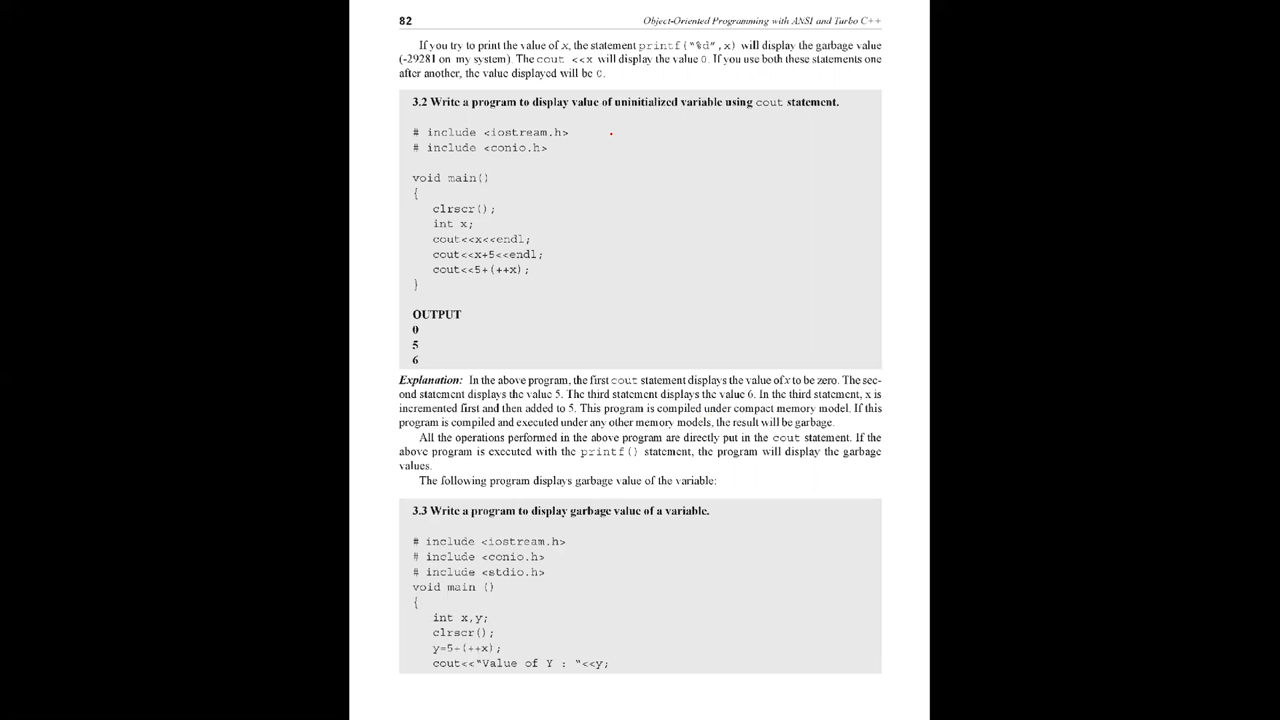 82 Object-Oriented Programming with ANSI and Turbo C++
If you try to print the value of x, the statement printf("%d",x) will display the garbage value
(-29281 on my system). The cout <<x will display the value 0. If you use both these statements one
after another, the value displayed will be 0.
3.2 Write a program to display value of uninitialized variable using cout statement.
# include <iostream.h>
# include <conio.h>
void main()
{
clrscr();
int x;
cout<<x<<endl;
cout<<x+5<<endl;
cout<<5+(++x);
}
OUTPUT
0
5
6
Explanation: In the above program, the first cout statement displays the value of x to be zero. The sec-
ond statement displays the value 5. The third statement displays the value 6. In the third statement, x is
incremented first and then added to 5. This program is compiled under compact memory model. If this
program is compiled and executed under any other memory models, the result will be garbage.
All the operations performed in the above program are directly put in the cout statement. If the
above program is executed with the printf() statement, the program will display the garbage
values.
The following program displays garbage value of the variable:
3.3 Write a program to display garbage value of a variable.
# include <iostream.h>
# include <conio.h>
# include <stdio.h>
void main ()
{
int x,y;
clrscr();
y=5+(++x);
cout<<"Value of Y : "<<y;